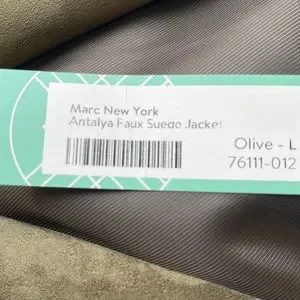 Marc New York
Antalya Faux Suede Jacket
Olive - L
76111-012